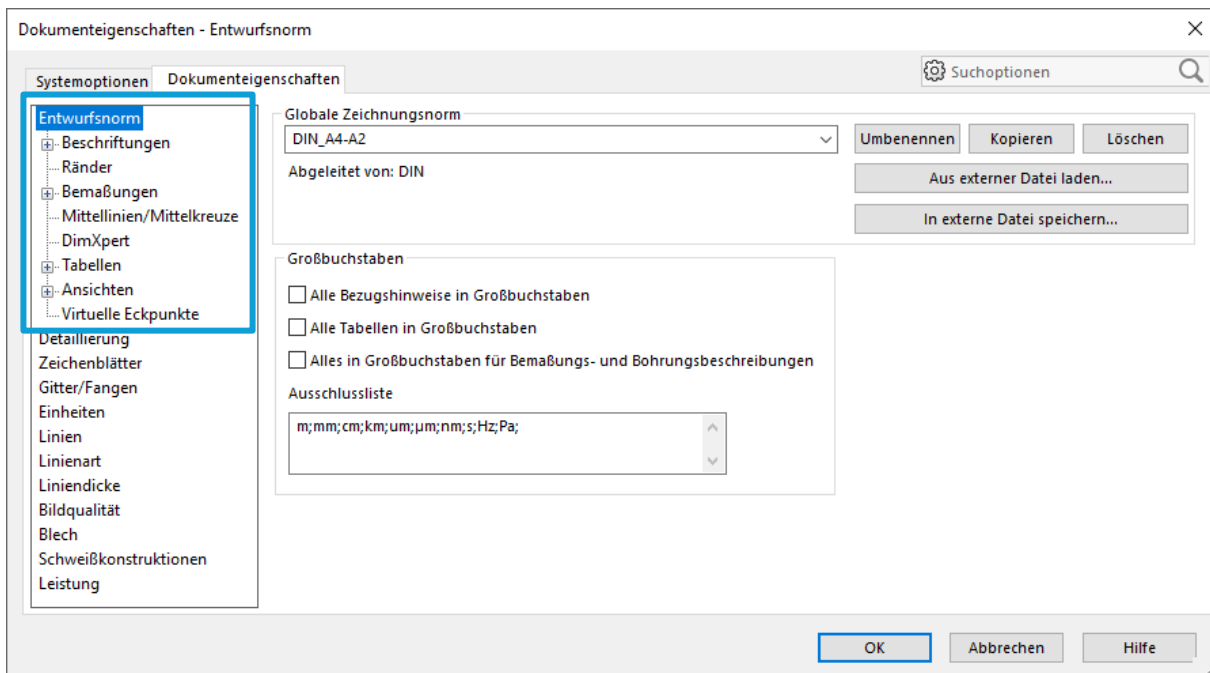 Dokumenteigenschaften - Entwurfsnorm
Systemoptionen Dokumenteigenschaften
Suchoptionen
Entwurfsnorm
Beschriftungen
Ränder
Bemaßungen
Mittellinien/Mittelkreuze
DimXpert
Tabellen
Ansichten
Virtuelle Eckpunkte
Detaillierung
Zeichenblätter
Gitter/Fangen
Einheiten
Linien
Linienart
Liniendicke
Bildqualität
Blech
Schweißkonstruktionen
Leistung
Globale Zeichnungsnorm
DIN_A4-A2
Umbenennen Kopieren Löschen
Abgeleitet von: DIN
Aus externer Datei laden...
In externe Datei speichern...
Großbuchstaben
Alle Bezugshinweise in Großbuchstaben
Alle Tabellen in Großbuchstaben
Alles in Großbuchstaben für Bemaßungs- und Bohrungsbeschreibungen
Ausschlussliste
m;mm;cm;km;um;µm;nm;s;Hz;Pa;
OK Abbrechen Hilfe